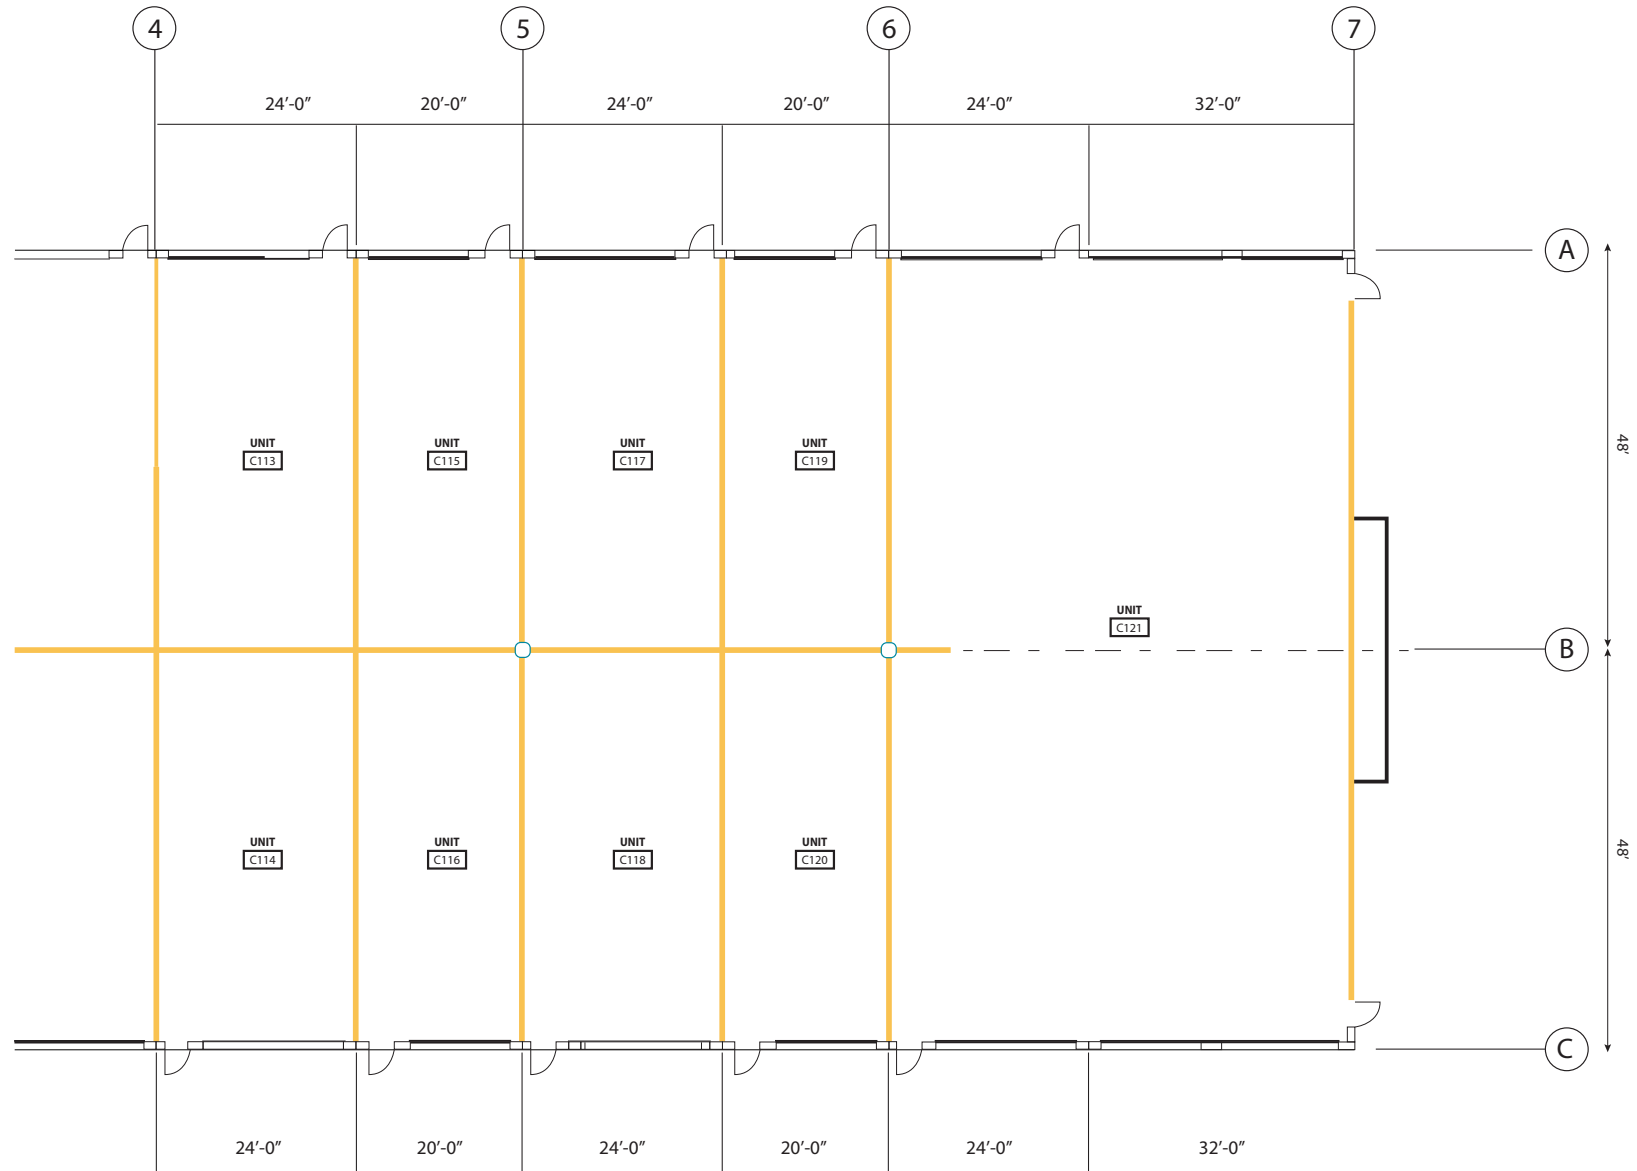 4 5 6 7
24′-0″ 20′-0″ 24′-0″ 20′-0″ 24′-0″ 32′-0″
A
UNIT UNIT UNIT UNIT
C113 C115 C117 C119
48′
UNIT
C121
B
UNIT UNIT UNIT UNIT
C114 C116 C118 C120
48′
C
24′-0″ 20′-0″ 24′-0″ 20′-0″ 24′-0″ 32′-0″